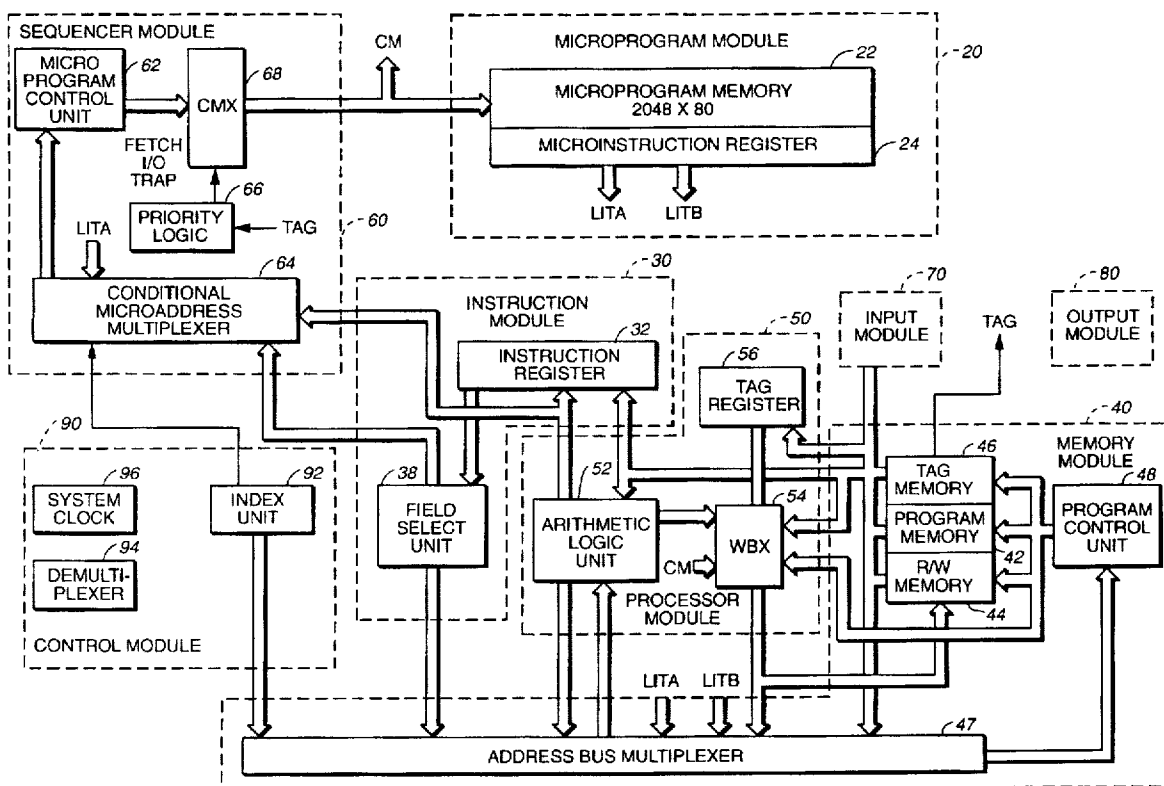 SEQUENCER MODULE
MICRO
PROGRAM
CONTROL
UNIT
62
68
CMX
FETCH
I/O
TRAP
66
PRIORITY
LOGIC
TAG
60
LITA
64
CONDITIONAL
MICROADDRESS
MULTIPLEXER
CM
MICROPROGRAM MODULE
20
22
MICROPROGRAM MEMORY
2048 X 80
MICROINSTRUCTION REGISTER
24
LITA
LITB
30
INSTRUCTION
MODULE
32
INSTRUCTION
REGISTER
50
56
TAG
REGISTER
70
INPUT
MODULE
TAG
80
OUTPUT
MODULE
40
MEMORY
MODULE
46
TAG
MEMORY
PROGRAM
MEMORY
42
R/W
MEMORY
44
48
PROGRAM
CONTROL
UNIT
90
96
SYSTEM
CLOCK
92
INDEX
UNIT
94
DEMULTI-
PLEXER
CONTROL MODULE
38
FIELD
SELECT
UNIT
52
ARITHMETIC
LOGIC
UNIT
54
WBX
CM
PROCESSOR
MODULE
LITA
LITB
47
ADDRESS BUS MULTIPLEXER